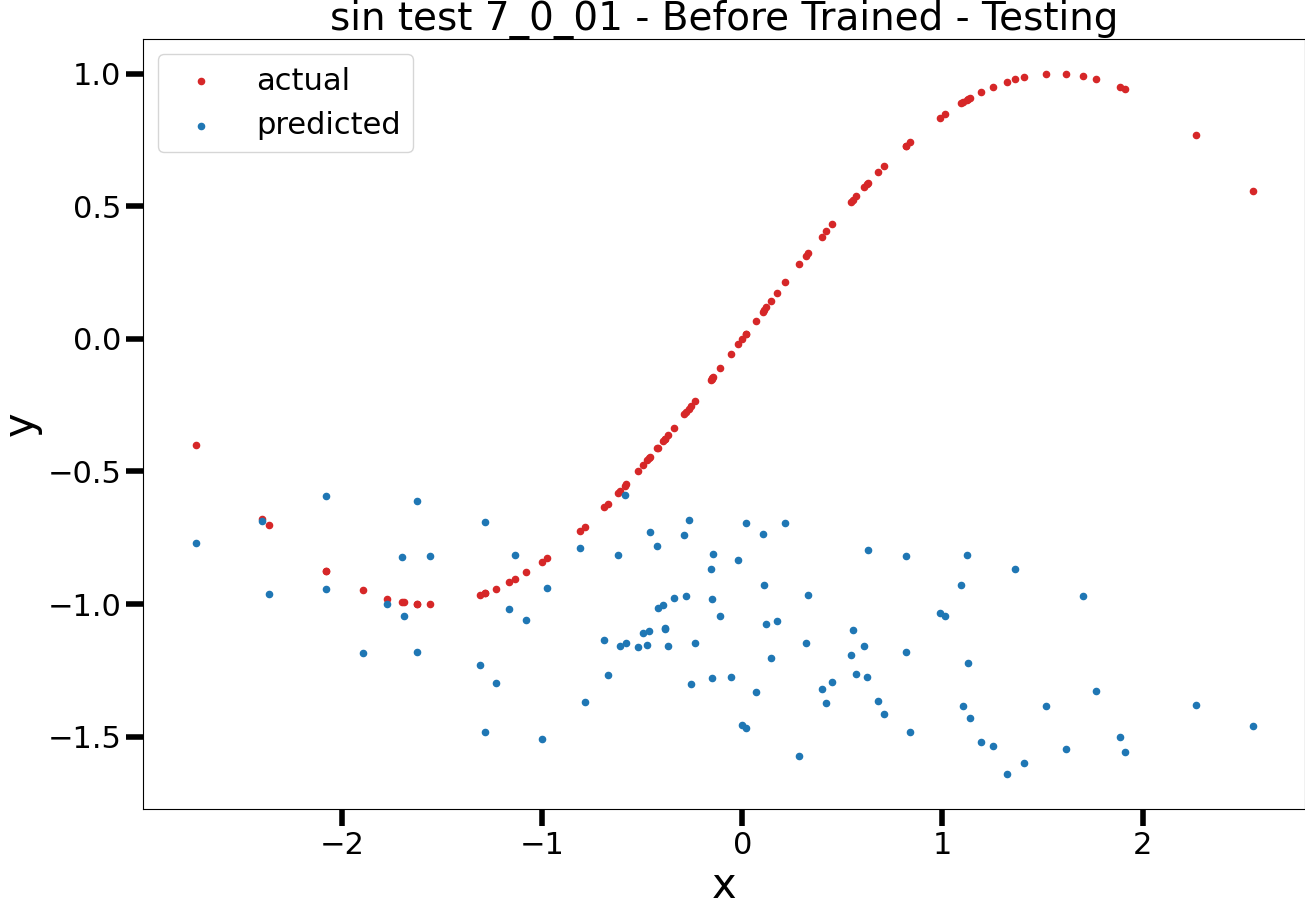 sin test 7_0_01 - Before Trained - Testing
actual
predicted
1.0
0.5
0.0
−0.5
−1.0
−1.5
y
−2 −1 0 1 2
x